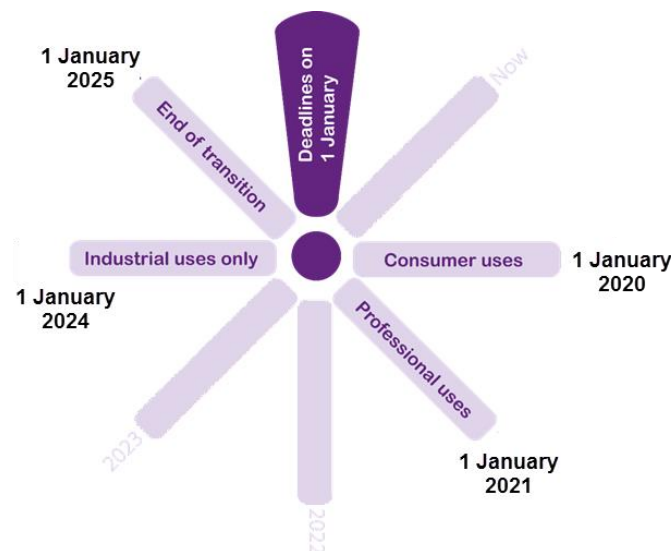 Deadlines on
1 January
Now
Consumer uses
1 January
2020
Professional uses
1 January
2021
2022
2023
Industrial uses only
1 January
2024
End of transition
1 January
2025